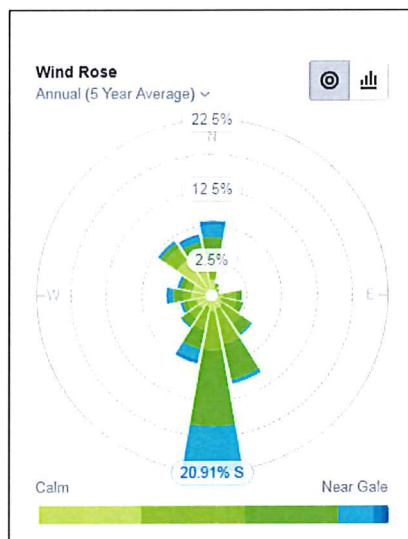 Wind Rose
Annual (5 Year Average)
22.5%
N
12.5%
2.5%
W
E
20.91% S
Calm
Near Gale